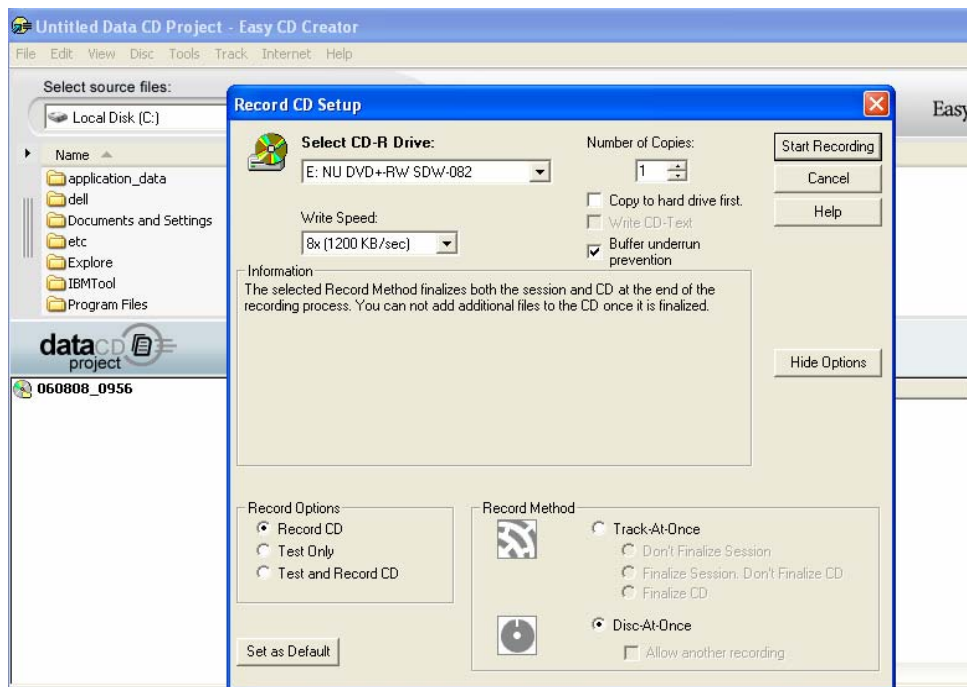 Untitled Data CD Project - Easy CD Creator
File Edit View Disc Tools Track Internet Help
Select source files:
Local Disk (C:)
Easy
Name
application_data
dell
Documents and Settings
etc
Explore
IBMTool
Program Files
dataCD
project
060808_0956
Record CD Setup
Select CD-R Drive:
E: NU DVD+-RW SDW-082
Write Speed:
8x (1200 KB/sec)
Number of Copies:
1
Copy to hard drive first.
Write CD-Text
Buffer underrun
prevention
Start Recording
Cancel
Help
Information
The selected Record Method finalizes both the session and CD at the end of the
recording process. You can not add additional files to the CD once it is finalized.
Hide Options
Record Options
Record CD
Test Only
Test and Record CD
Set as Default
Record Method
Track-At-Once
Don't Finalize Session
Finalize Session. Don't Finalize CD
Finalize CD
Disc-At-Once
Allow another recording